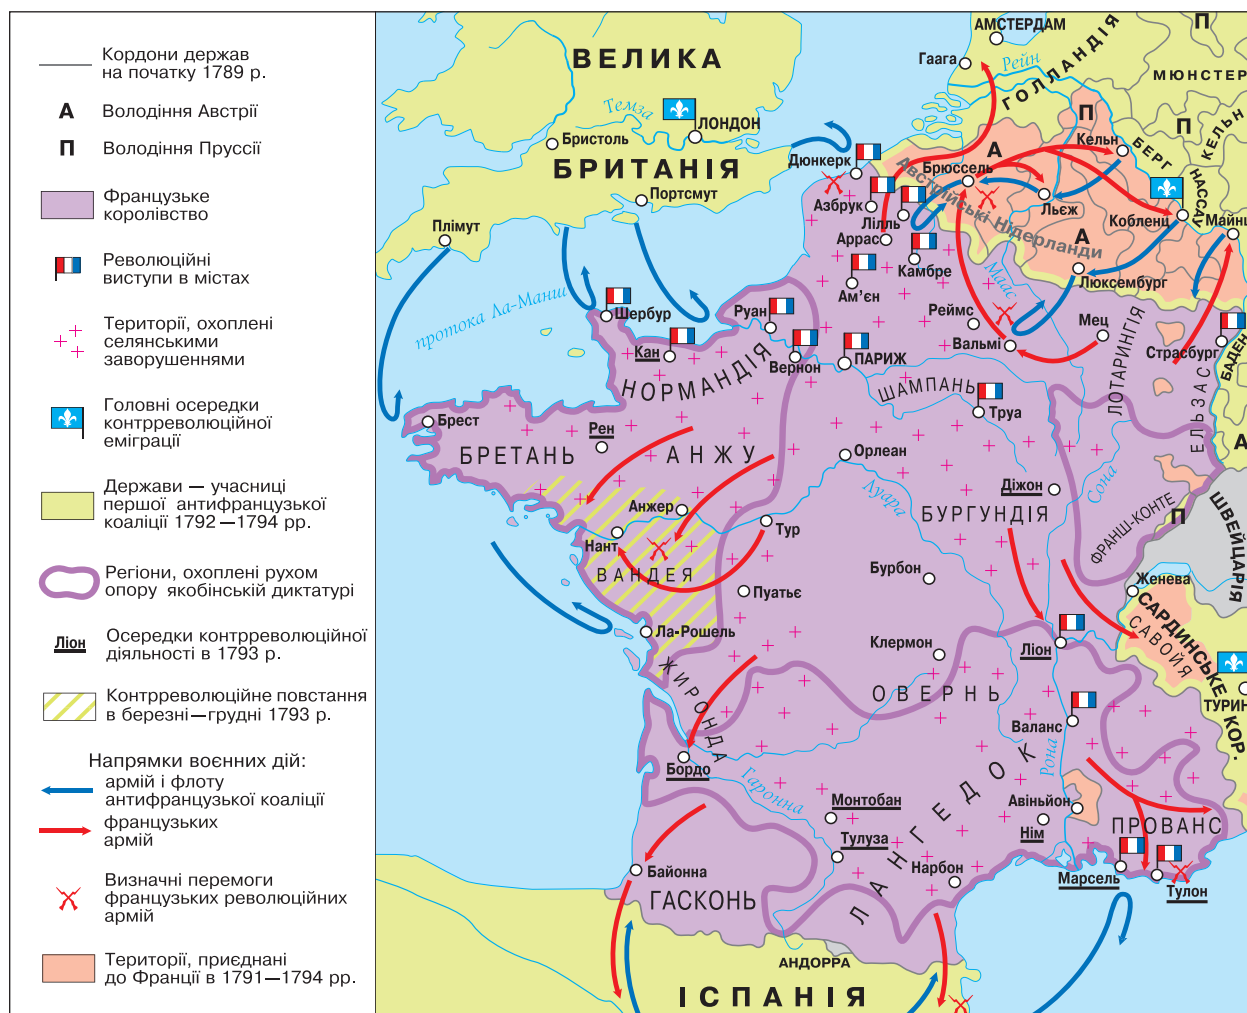 Кордони держав
на початку 1789 р.
А
Володіння Австрії
П
Володіння Пруссії
Французьке
королівство
Революційні
виступи в містах
Території, охоплені
селянськими
заворушеннями
Головні осередки
контрреволюційної
еміграції
Держави — учасниці
першої антифранцузької
коаліції 1792—1794 рр.
Регіони, охоплені рухом
опору якобінській диктатурі
Ліон
Осередки контрреволюційної
діяльності в 1793 р.
Контрреволюційне повстання
в березні—грудні 1793 р.
Напрямки воєнних дій:
армій і флоту
антифранцузької коаліції
французьких
армій
Визначні перемоги
французьких революційних
армій
Території, приєднані
до Франції в 1791—1794 рр.
ВЕЛИКА
БРИТАНІЯ
Темза
ЛОНДОН
Бристоль
Портсмут
Плімут
протока Ла-Манш
АМСТЕРДАМ
Гаага
Рейн
ГОЛЛАНДІЯ
П
МЮНСТЕР
П
П
КЕЛЬН
Кельн
БЕРГ
НАССАУ
А
Брюссель
АВСТРІЙСЬКІ Нідерланди
Льєж
Кобленц
Майнц
А
Люксембург
Маас
Дюнкерк
Азбрук
Лілль
Аррас
Камбре
Ам’єн
Шербур
Руан
Кан
НОРМАНДІЯ
Вернон
ПАРИЖ
Реймс
Вальмі
Мец
ЛОТАРИНГІЯ
Страсбург
ЕЛЬЗАС
БАДЕН
А
ШАМПАНЬ
Труа
Брест
БРЕТАНЬ
Рен
АНЖУ
Орлеан
Луара
Діжон
Сона
БУРГУНДІЯ
ФРАНШ-КОНТЕ
П
ШВЕЙЦАРІЯ
Анжер
Нант
Тур
ВАНДЕЯ
Пуатьє
Бурбон
Женева
САРДИНСЬКЕ КОР.
САВОЙЯ
ТУРИН
Ла-Рошель
Клермон
Ліон
ЖИРОНДА
ОВЕРНЬ
Валанс
Рона
Бордо
Гаронна
Монтобан
Тулуза
ЛАНГЕДОК
Авіньйон
Нім
ПРОВАНС
Марсель
Тулон
Нарбон
Байонна
ГАСКОНЬ
АНДОРРА
ІСПАНІЯ